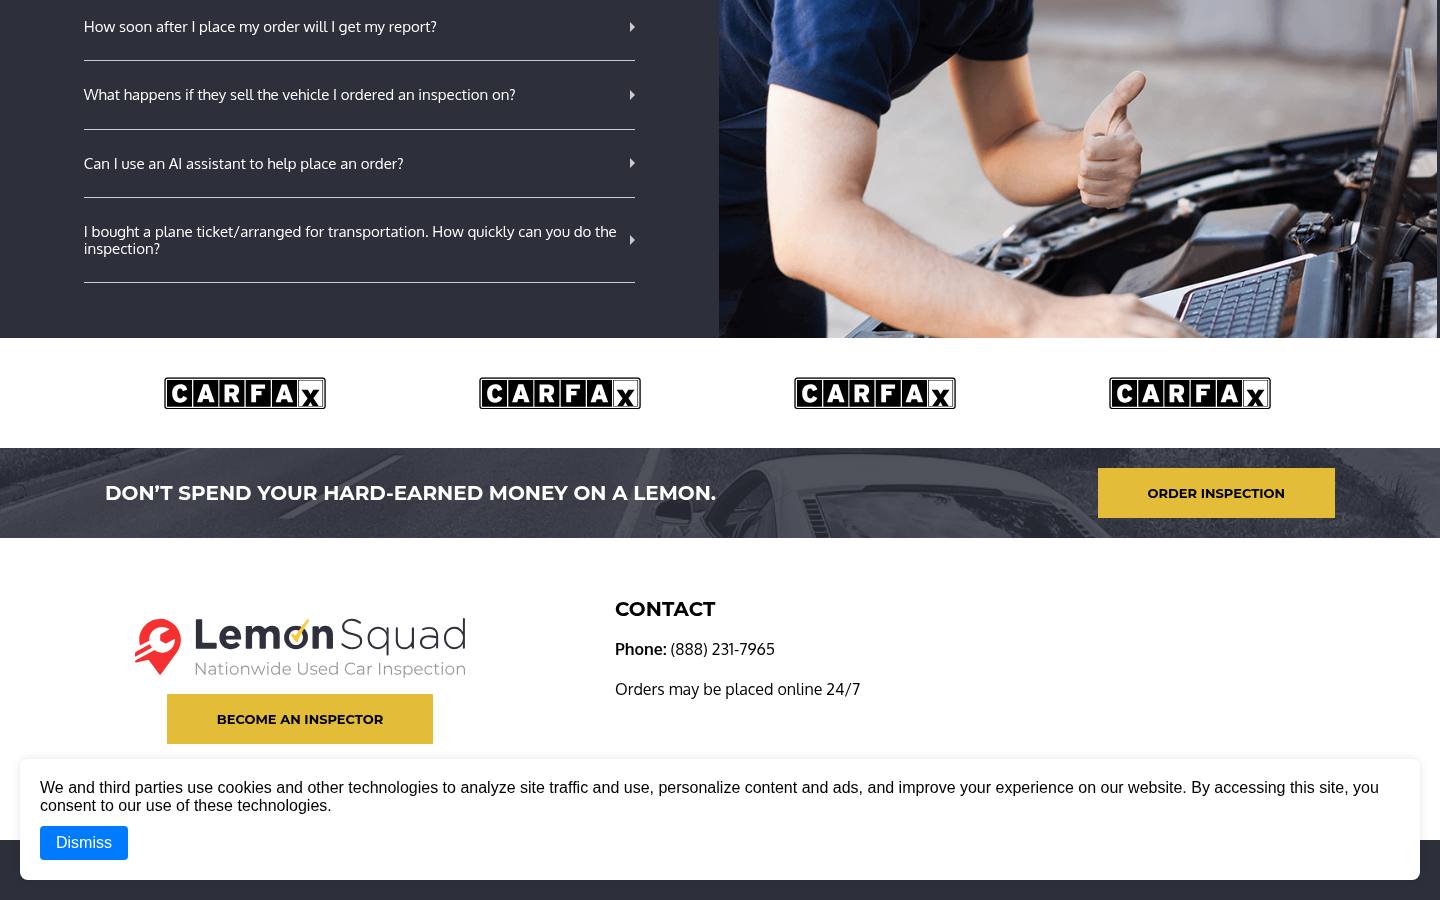 How soon after I place my order will I get my report?
What happens if they sell the vehicle I ordered an inspection on?
Can I use an AI assistant to help place an order?
I bought a plane ticket/arranged for transportation. How quickly can you do the
inspection?
CARFAX CARFAX CARFAX CARFAX
DON’T SPEND YOUR HARD-EARNED MONEY ON A LEMON.
ORDER INSPECTION
Lemon Squad
Nationwide Used Car Inspection
BECOME AN INSPECTOR
CONTACT
Phone: (888) 231-7965
Orders may be placed online 24/7
We and third parties use cookies and other technologies to analyze site traffic and use, personalize content and ads, and improve your experience on our website. By accessing this site, you
consent to our use of these technologies.
Dismiss